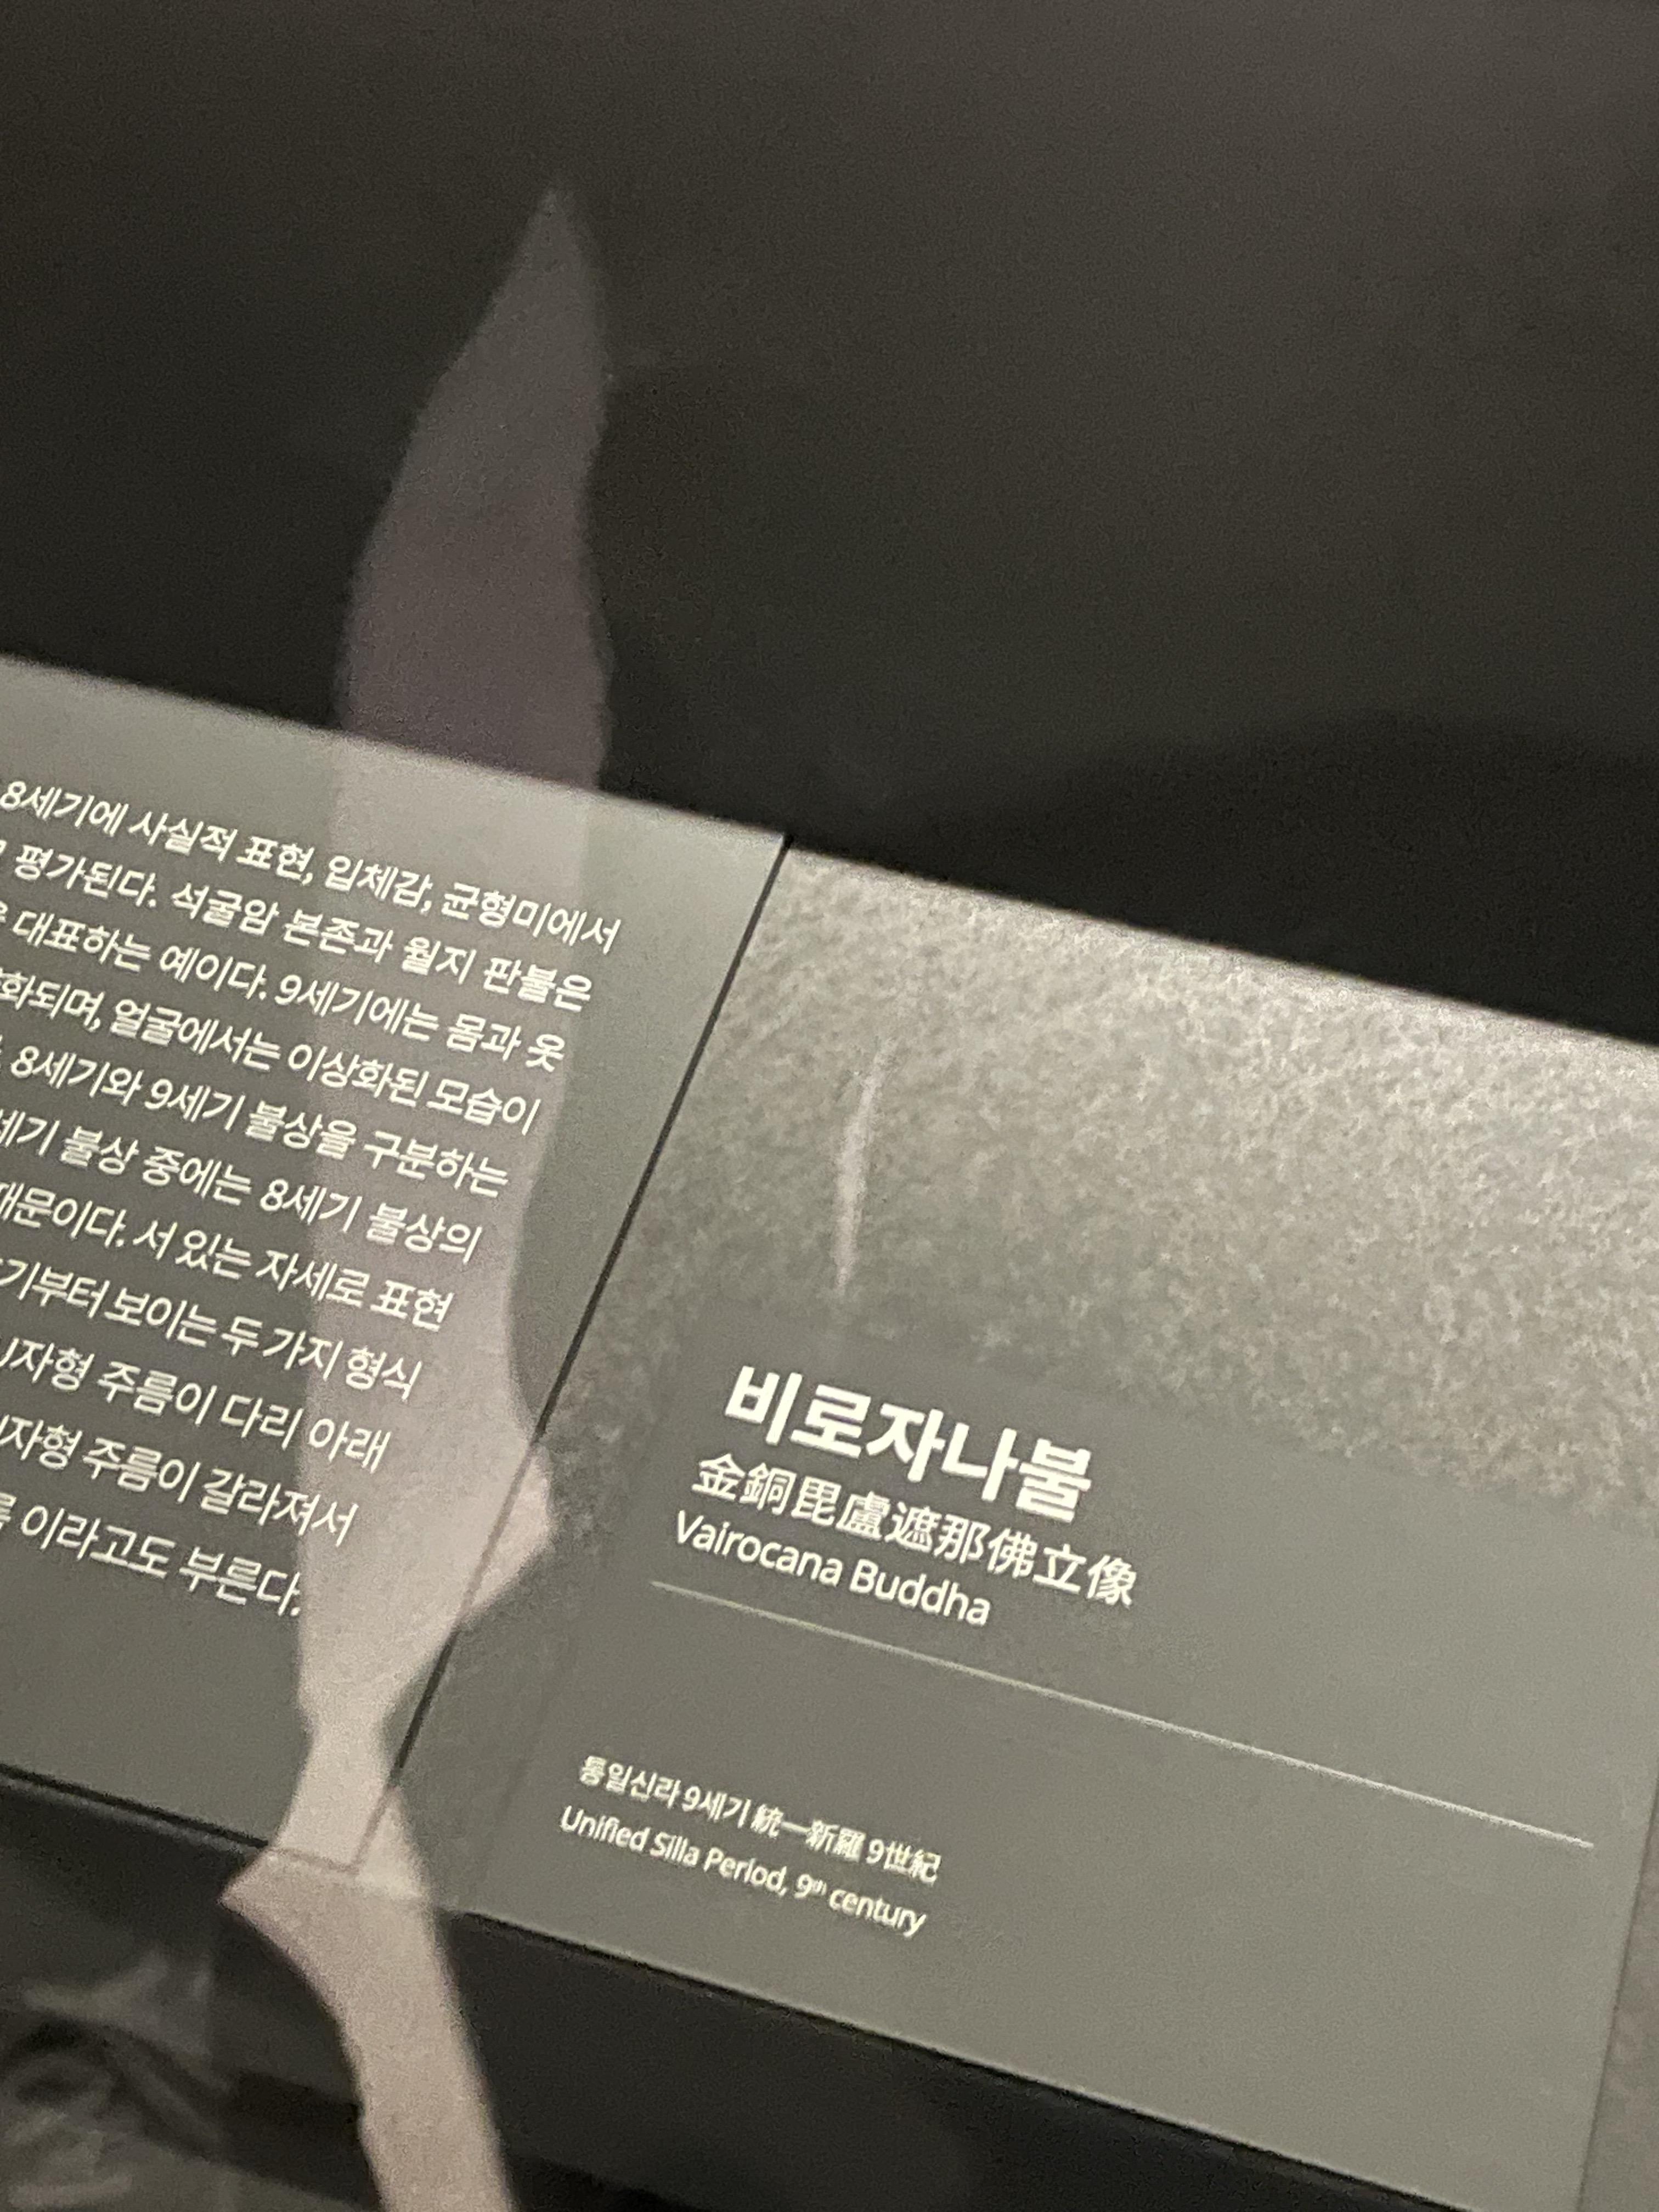 8세기에 사실적 표현, 입체감, 균형미에서
평가된다. 석굴암 본존과 월지 판불은
대표하는 예이다. 9세기에는 몸과 옷
화되며, 얼굴에서는 이상화된 모습이
8세기와 9세기 불상을 구분하는
세기 불상 중에는 8세기 불상의
때문이다. 서 있는 자세로 표현
기부터 보이는 두 가지 형식
U자형 주름이 다리 아래
자형 주름이 갈라져서
이라고도 부른다.
비로자나불
金銅毘盧遮那佛立像
Vairocana Buddha
통일신라 9세기 統一新羅 9世紀
Unified Silla Period, 9th century